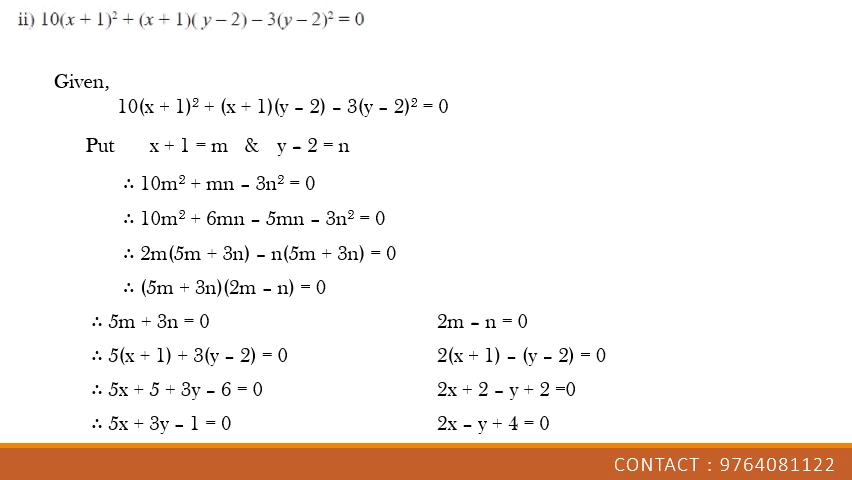 ii) 10(x + 1)² + (x + 1)( y – 2) – 3(y – 2)² = 0
Given,
10(x + 1)² + (x + 1)(y – 2) – 3(y – 2)² = 0
Put x + 1 = m & y – 2 = n
∴ 10m² + mn – 3n² = 0
∴ 10m² + 6mn – 5mn – 3n² = 0
∴ 2m(5m + 3n) – n(5m + 3n) = 0
∴ (5m + 3n)(2m – n) = 0
∴ 5m + 3n = 0 2m – n = 0
∴ 5(x + 1) + 3(y – 2) = 0 2(x + 1) – (y – 2) = 0
∴ 5x + 5 + 3y – 6 = 0 2x + 2 – y + 2 =0
∴ 5x + 3y – 1 = 0 2x – y + 4 = 0
CONTACT : 9764081122